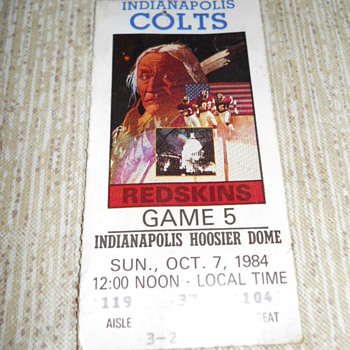 INDIANAPOLIS
COLTS
REDSKINS
GAME 5
INDIANAPOLIS HOOSIER DOME
SUN., OCT. 7, 1984
12:00 NOON - LOCAL TIME
119 37 104
AISLE SEAT
3-2